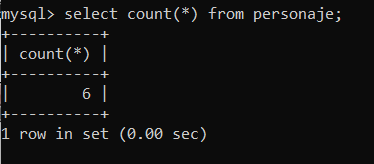 mysql> select count(*) from personaje;
+----------+
| count(*) |
+----------+
|        6 |
+----------+
1 row in set (0.00 sec)